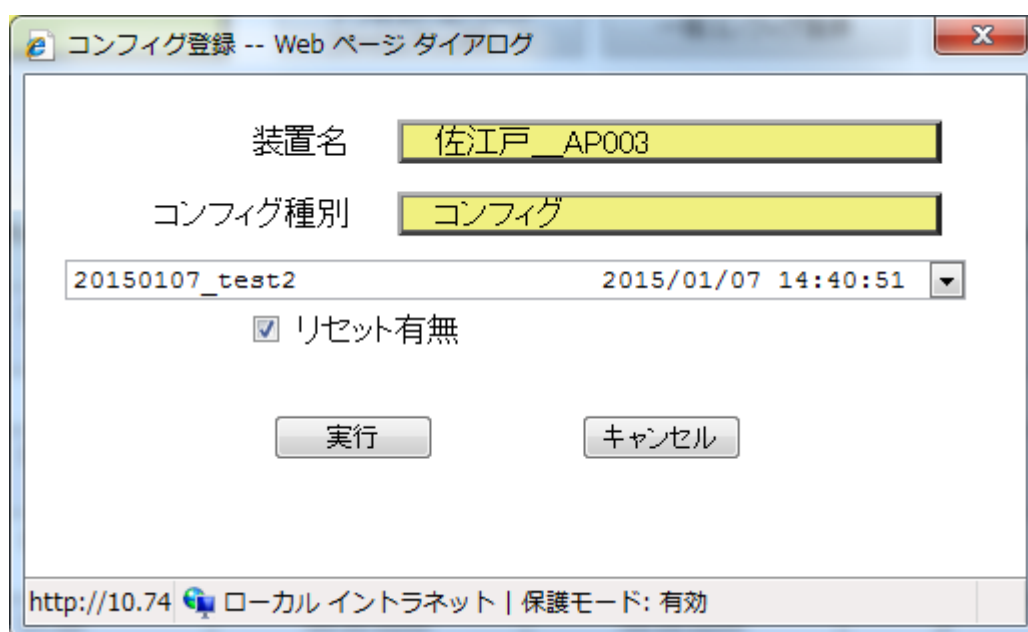 コンフィグ登録 -- Web ページ ダイアログ
装置名 佐江戸__AP003
コンフィグ種別 コンフィグ
20150107_test2 2015/01/07 14:40:51
リセット有無
実行 キャンセル
http://10.74 ローカル イントラネット | 保護モード: 有効